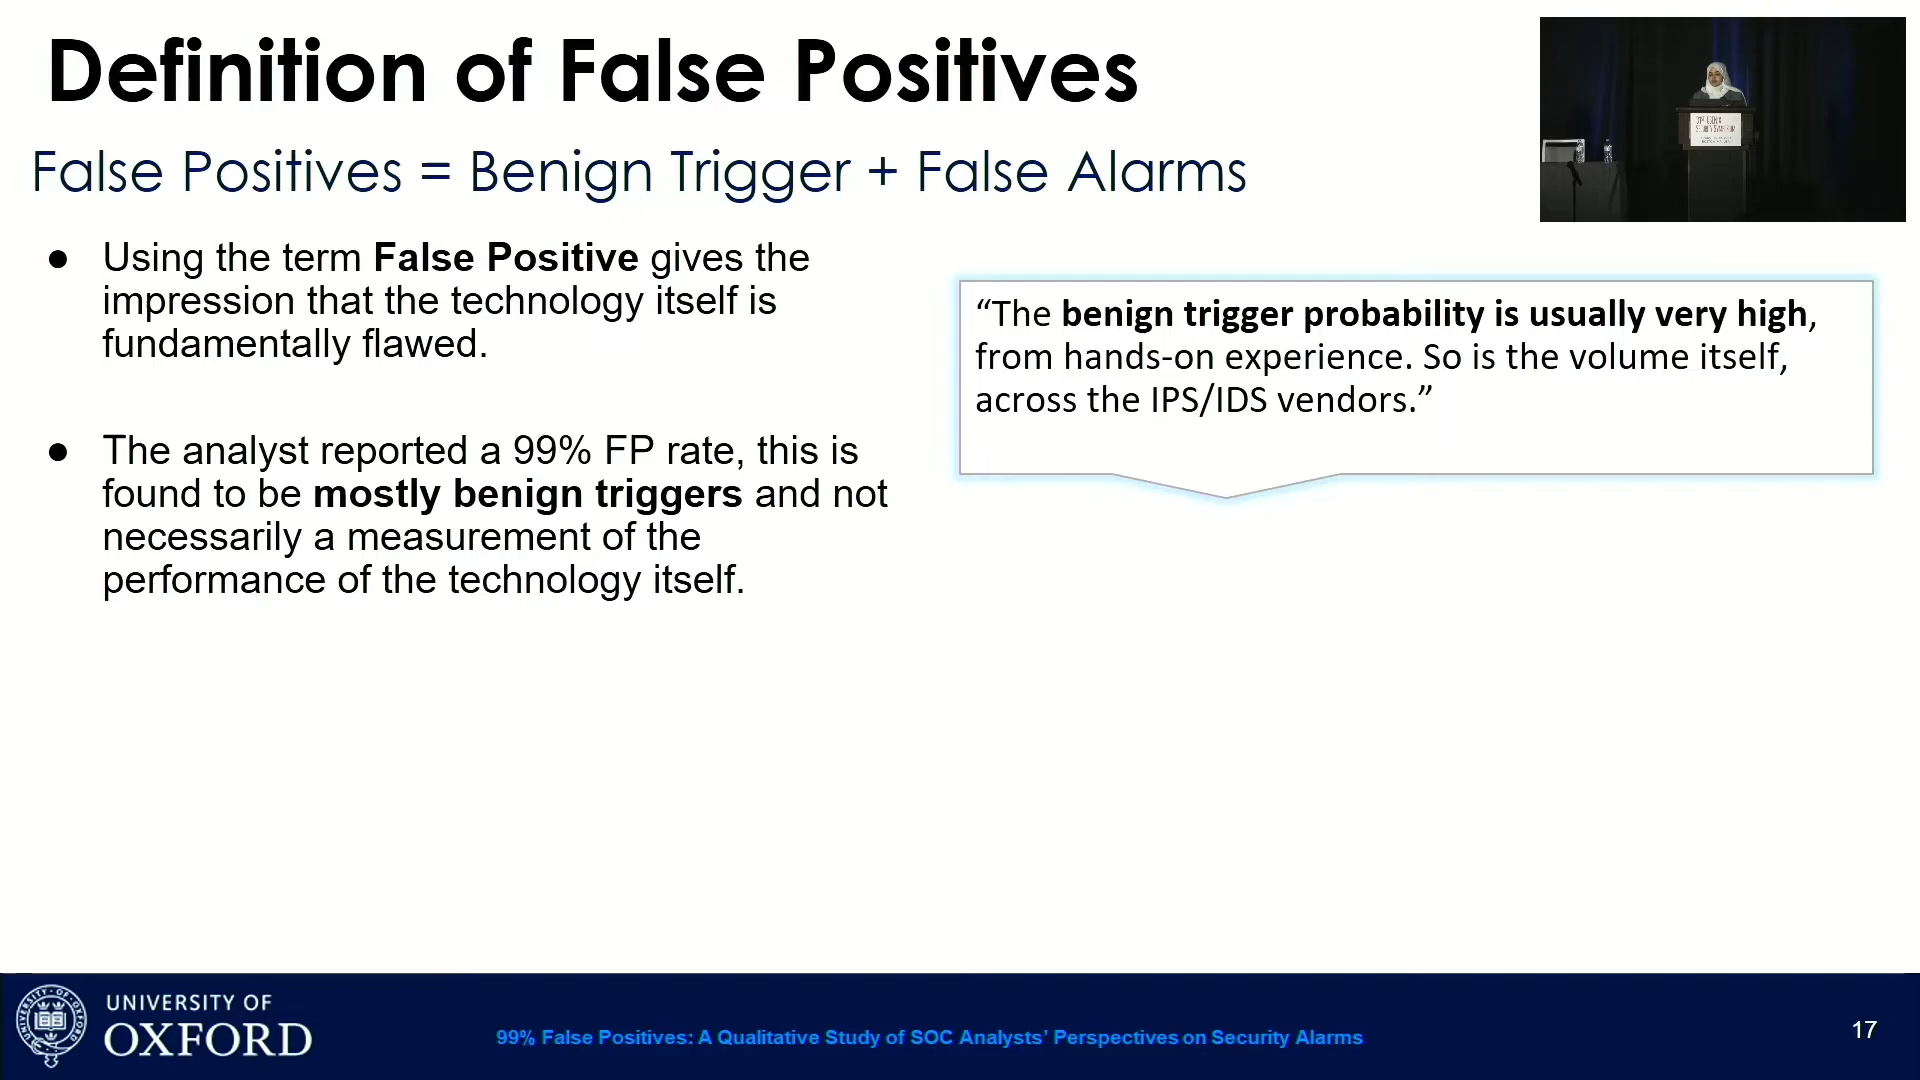 Definition of False Positives
False Positives = Benign Trigger + False Alarms
● Using the term False Positive gives the
impression that the technology itself is
fundamentally flawed.
● The analyst reported a 99% FP rate, this is
found to be mostly benign triggers and not
necessarily a measurement of the
performance of the technology itself.
“The benign trigger probability is usually very high,
from hands-on experience. So is the volume itself,
across the IPS/IDS vendors.”
UNIVERSITY OF
OXFORD
99% False Positives: A Qualitative Study of SOC Analysts’ Perspectives on Security Alarms
17